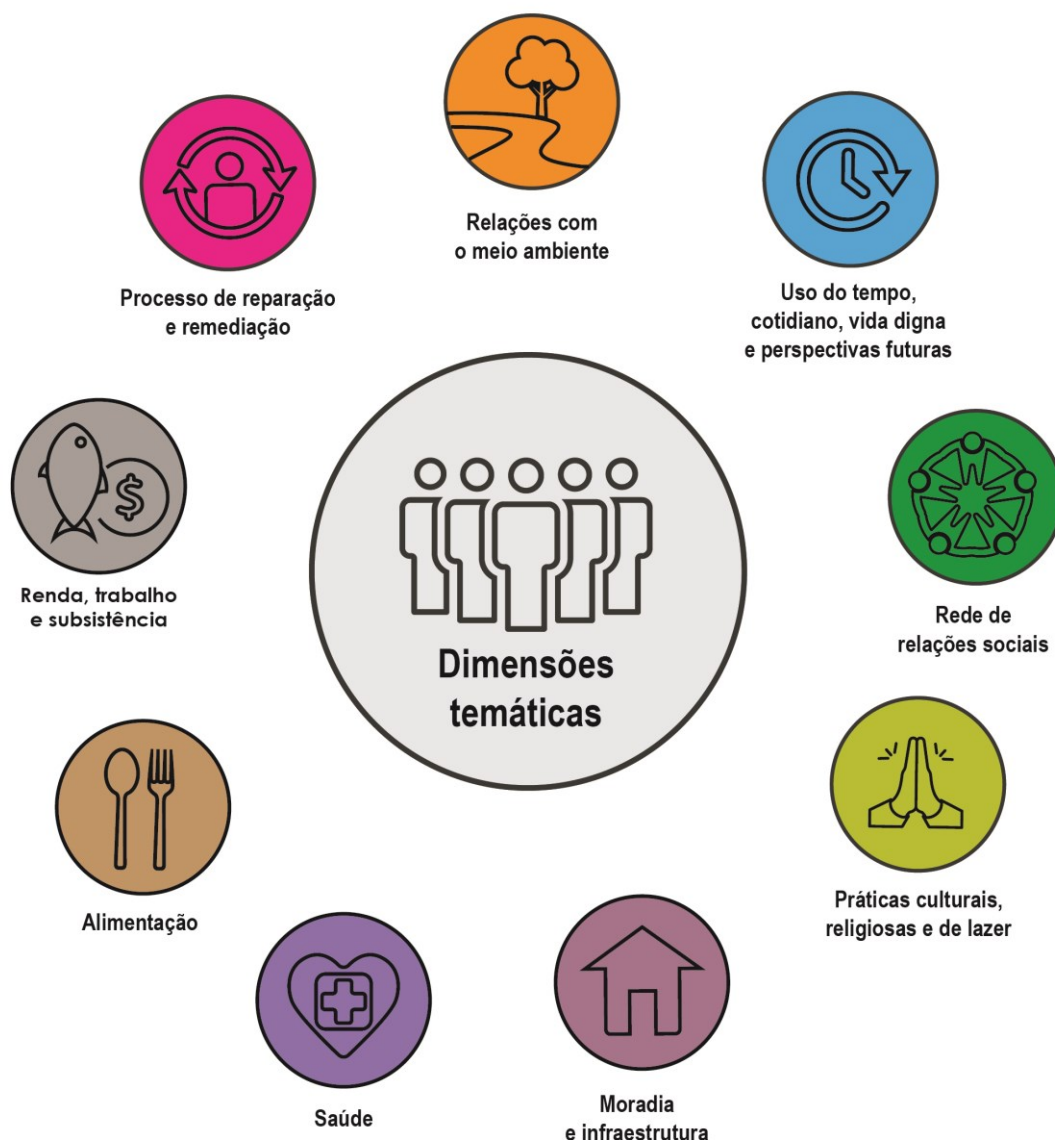 Relações com
o meio ambiente
Processo de reparação
e remediação
Uso do tempo,
cotidiano, vida digna
e perspectivas futuras
Renda, trabalho
e subsistência
$
Rede de
relações sociais
Dimensões
temáticas
Práticas culturais,
religiosas e de lazer
Alimentação
Saúde
Moradia
e infraestrutura